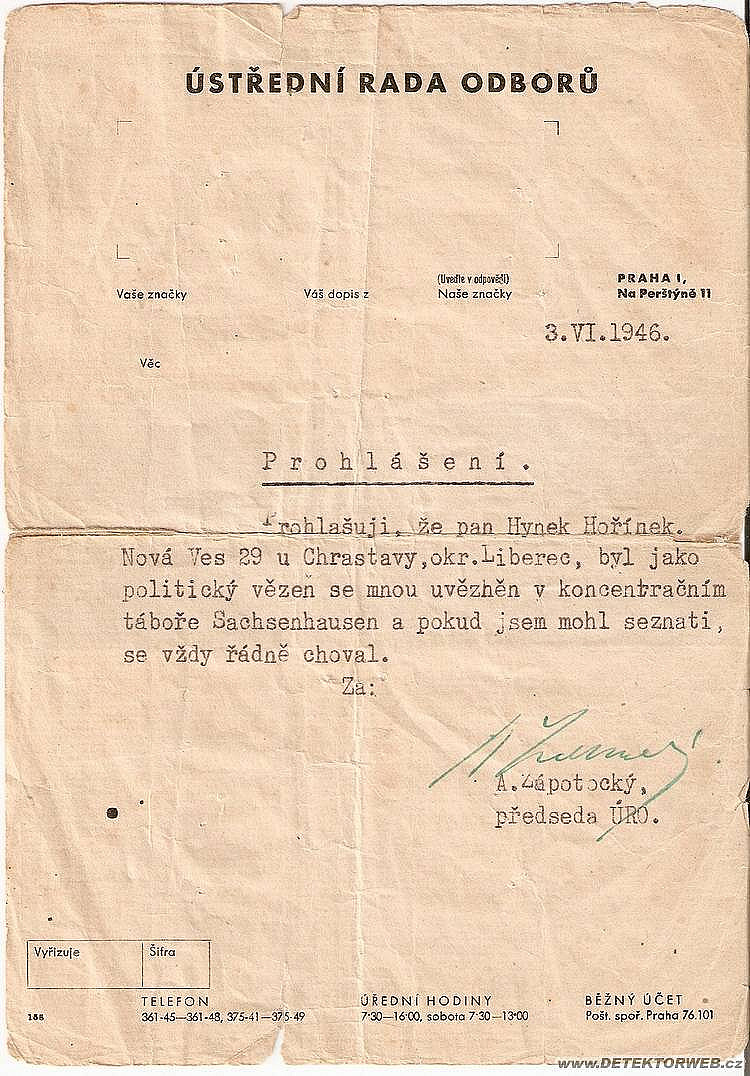 ÚSTŘEDNÍ RADA ODBORŮ
(Uveďte v odpovědi)
PRAHA I,
Vaše značky Váš dopis z Naše značky Na Perštýně 11
3.VI.1946.
Věc
Prohlášení.
Prohlašuji, že pan Hynek Hořínek.
Nová Ves 29 u Chrastavy,okr.Liberec, byl jako
politický vězeň se mnou uvězněn v koncentračním
táboře Sachsenhausen a pokud jsem mohl seznati,
se vždy řádně choval.
Za:
A.Zápotocký,
předseda ÚRO.
Vyřizuje Šifra
TELEFON ÚŘEDNÍ HODINY BĚŽNÝ ÚČET
188 361-45—361-48, 375-41—375-49 7·30—16·00, sobota 7·30—13·00 Pošt. spoř. Praha 76.101
www.DETEKTORWEB.cz